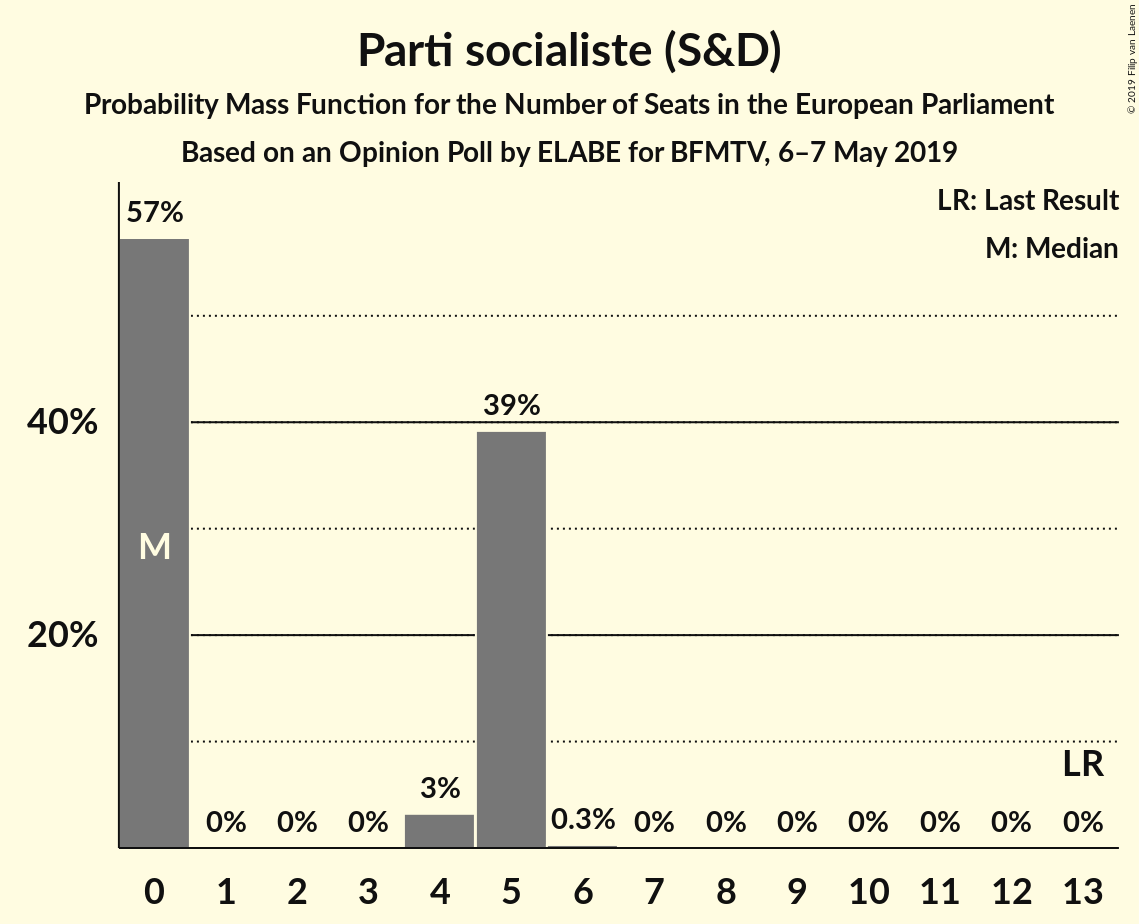 Parti socialiste (S&D)
Probability Mass Function for the Number of Seats in the European Parliament
Based on an Opinion Poll by ELABE for BFMTV, 6–7 May 2019
© 2019 Filip van Laenen
LR: Last Result
M: Median
57%
39%
40%
M
20%
LR
3%
0% 0% 0% 0.3% 0% 0% 0% 0% 0% 0% 0%
0 1 2 3 4 5 6 7 8 9 10 11 12 13